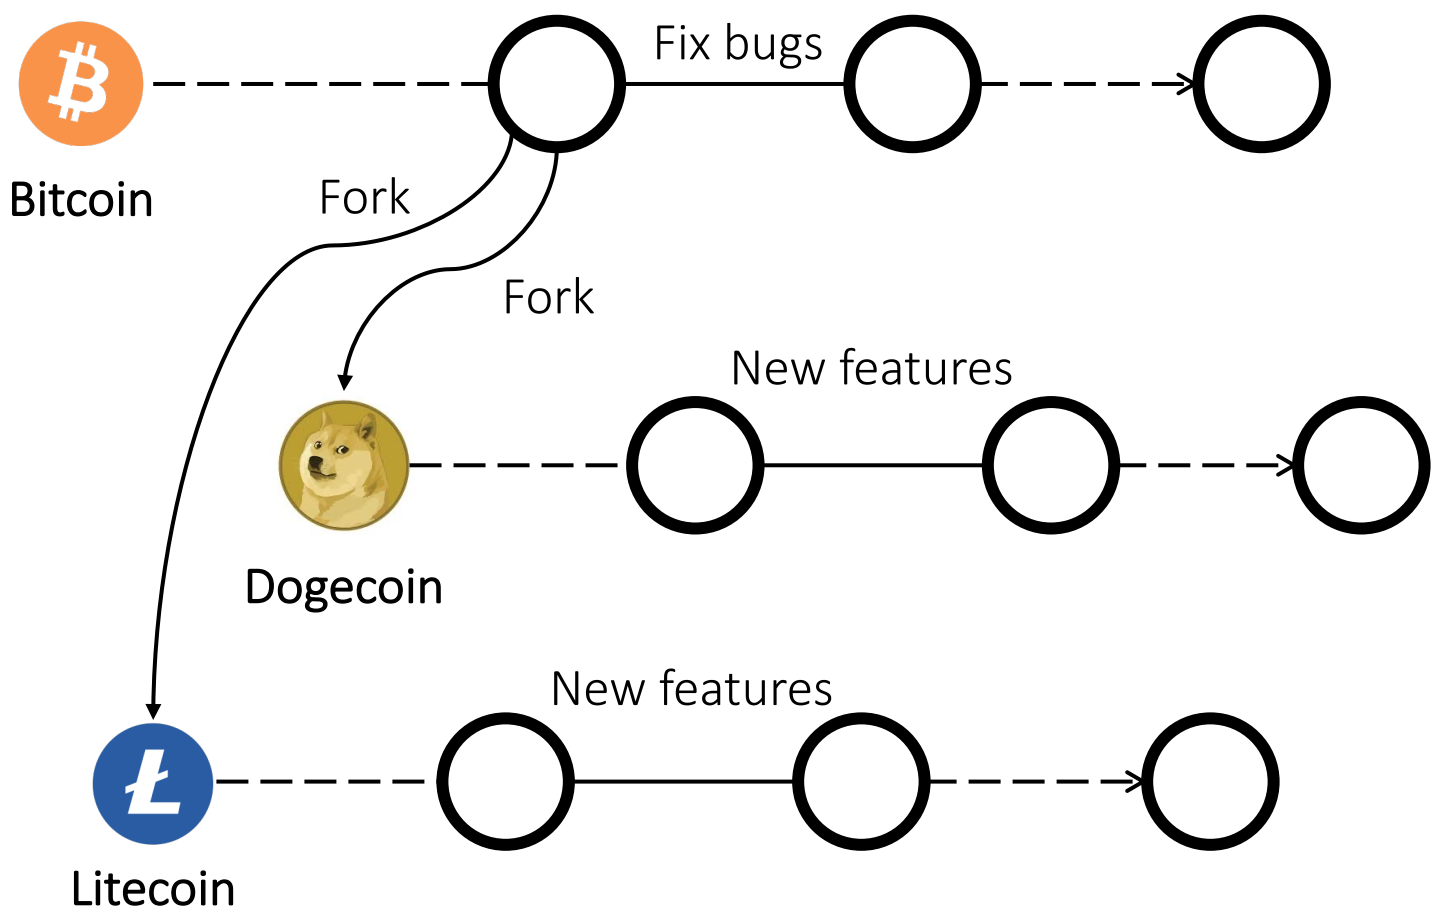 Fix bugs
Bitcoin
Fork
Fork
New features
Dogecoin
New features
Litecoin